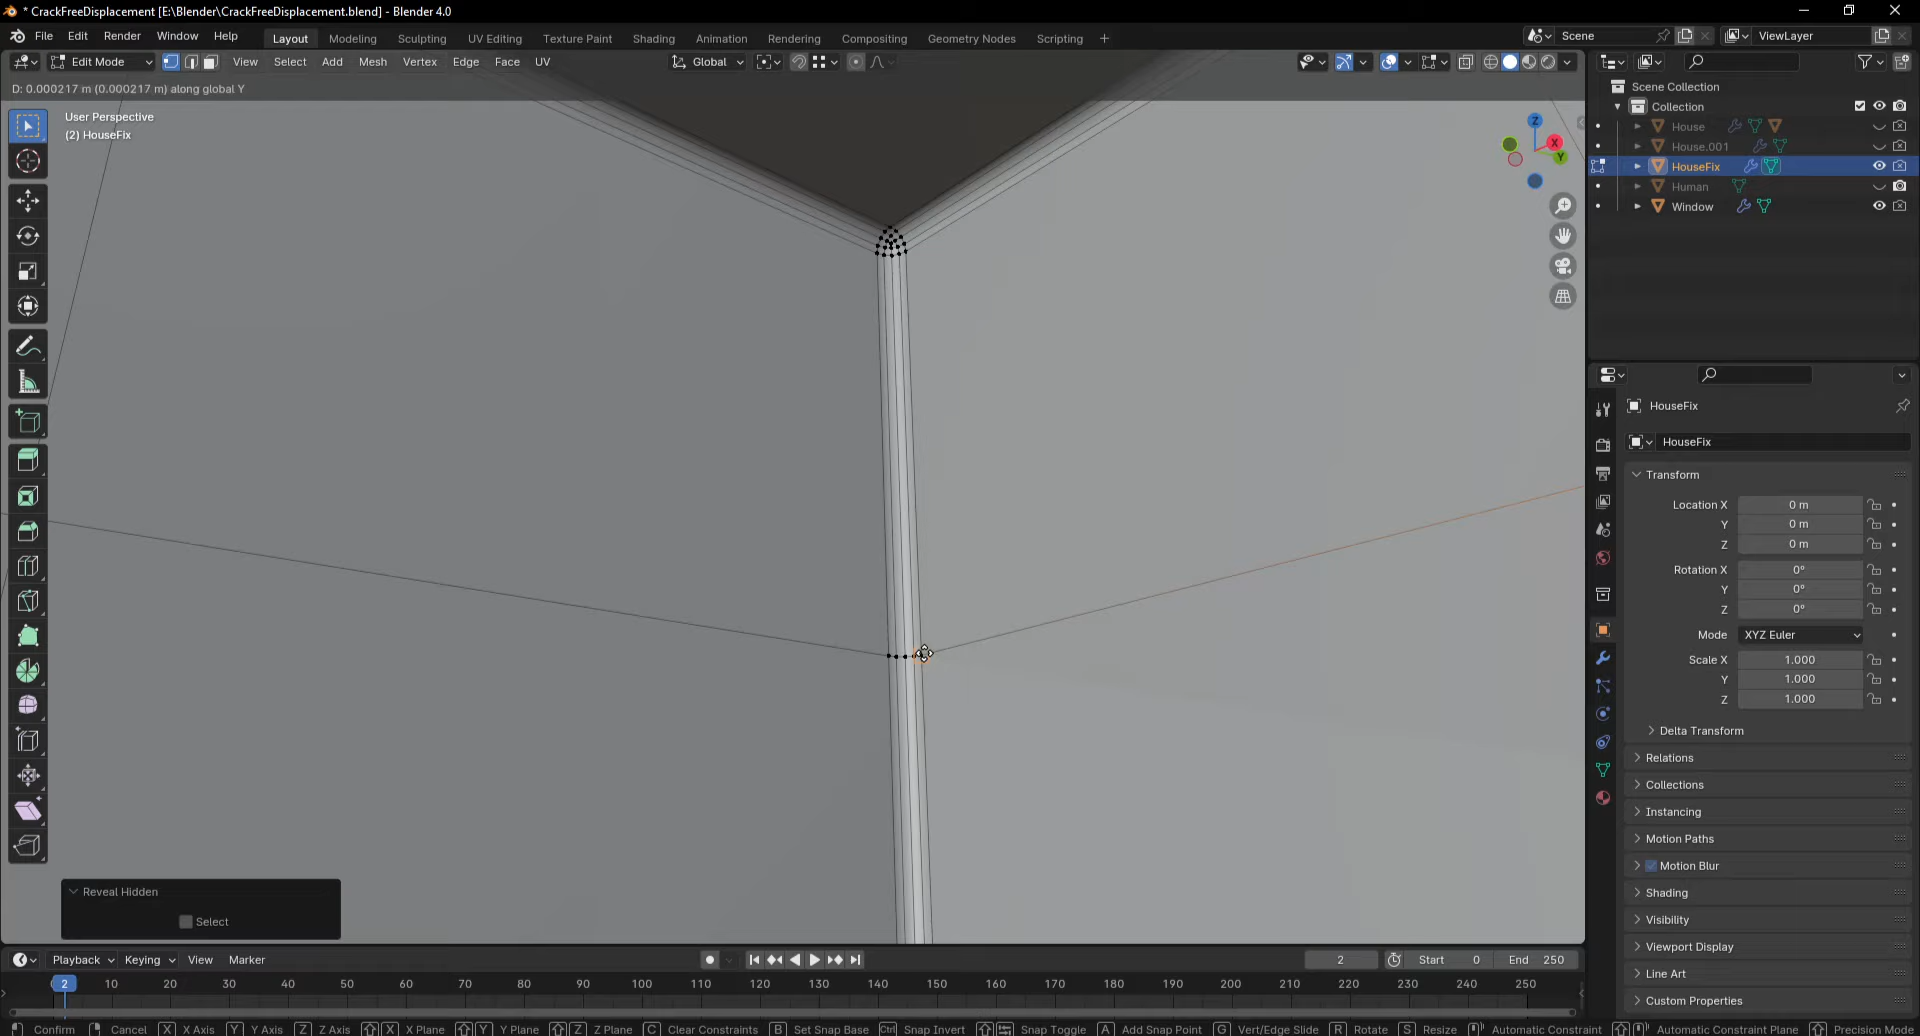 * CrackFreeDisplacement [E:\Blender\CrackFreeDisplacement.blend] - Blender 4.0
File Edit Render Window Help
Layout Modeling Sculpting UV Editing Texture Paint Shading Animation Rendering Compositing Geometry Nodes Scripting +
Scene
ViewLayer
Edit Mode View Select Add Mesh Vertex Edge Face UV
Global
D: 0.000217 m (0.000217 m) along global Y
User Perspective
(2) HouseFix
Z
X
Y
Scene Collection
Collection
House
House.001
HouseFix
Human
Window
HouseFix
HouseFix
Transform
Location X 0 m
Y 0 m
Z 0 m
Rotation X 0°
Y 0°
Z 0°
Mode XYZ Euler
Scale X 1.000
Y 1.000
Z 1.000
Delta Transform
Relations
Collections
Instancing
Motion Paths
Motion Blur
Shading
Visibility
Viewport Display
Line Art
Custom Properties
Reveal Hidden
Select
Playback Keying View Marker
2 Start 0 End 250
2 10 20 30 40 50 60 70 80 90 100 110 120 130 140 150 160 170 180 190 200 210 220 230 240 250
Confirm Cancel X X Axis Y Y Axis Z Z Axis X X Plane Y Y Plane Z Z Plane C Clear Constraints B Set Snap Base Ctrl Snap Invert Snap Toggle A Add Snap Point G Vert/Edge Slide R Rotate S Resize Automatic Constraint Automatic Constraint Plane Precision Mode